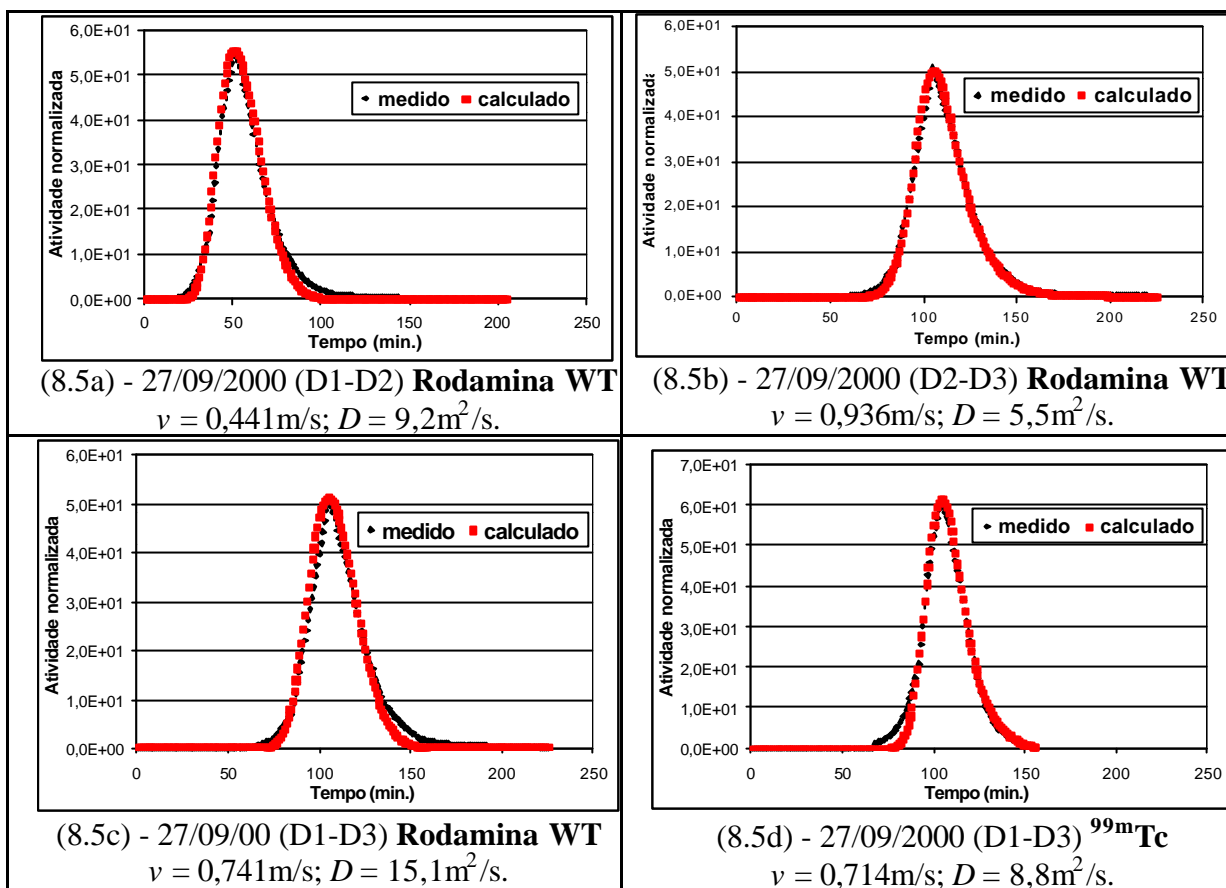 6,0E+01
5,0E+01
4,0E+01
3,0E+01
2,0E+01
1,0E+01
0,0E+00
Atividade normalizada
medido calculado
0 50 100 150 200 250
Tempo (min.)
(8.5a) - 27/09/2000 (D1-D2) Rodamina WT
v = 0,441m/s; D = 9,2m²/s.
6,0E+01
5,0E+01
4,0E+01
3,0E+01
2,0E+01
1,0E+01
0,0E+00
Atividade normalizada
medido calculado
0 50 100 150 200 250
Tempo (min.)
(8.5b) - 27/09/2000 (D2-D3) Rodamina WT
v = 0,936m/s; D = 5,5m²/s.
6,0E+01
5,0E+01
4,0E+01
3,0E+01
2,0E+01
1,0E+01
0,0E+00
Atividade normalizada
medido calculado
0 50 100 150 200 250
Tempo (min.)
(8.5c) - 27/09/00 (D1-D3) Rodamina WT
v = 0,741m/s; D = 15,1m²/s.
7,0E+01
6,0E+01
5,0E+01
4,0E+01
3,0E+01
2,0E+01
1,0E+01
0,0E+00
Atividade normalizada
medido calculado
0 50 100 150 200 250
Tempo (min.)
(8.5d) - 27/09/2000 (D1-D3) ⁹⁹ᵐTc
v = 0,714m/s; D = 8,8m²/s.